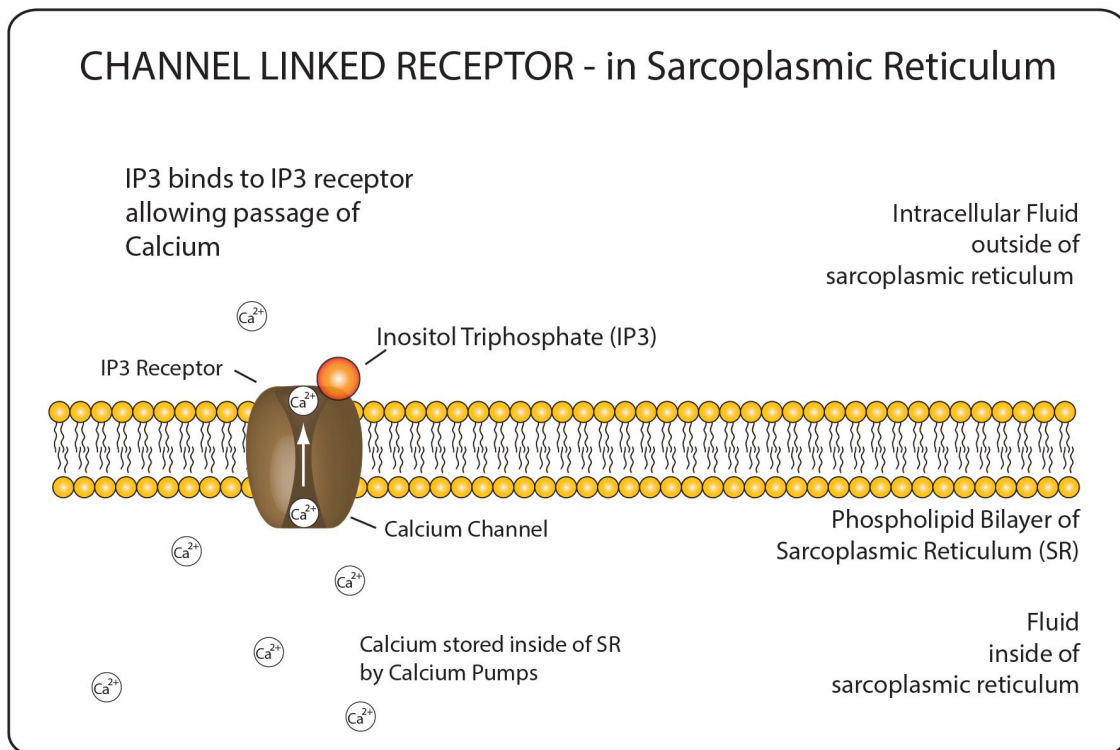 CHANNEL LINKED RECEPTOR - in Sarcoplasmic Reticulum
IP3 binds to IP3 receptor
allowing passage of
Calcium
Intracellular Fluid
outside of
sarcoplasmic reticulum
Ca2+
Inositol Triphosphate (IP3)
IP3 Receptor
Ca2+
Ca2+
Calcium Channel
Phospholipid Bilayer of
Sarcoplasmic Reticulum (SR)
Ca2+
Ca2+
Ca2+
Calcium stored inside of SR
by Calcium Pumps
Fluid
inside of
sarcoplasmic reticulum
Ca2+
Ca2+